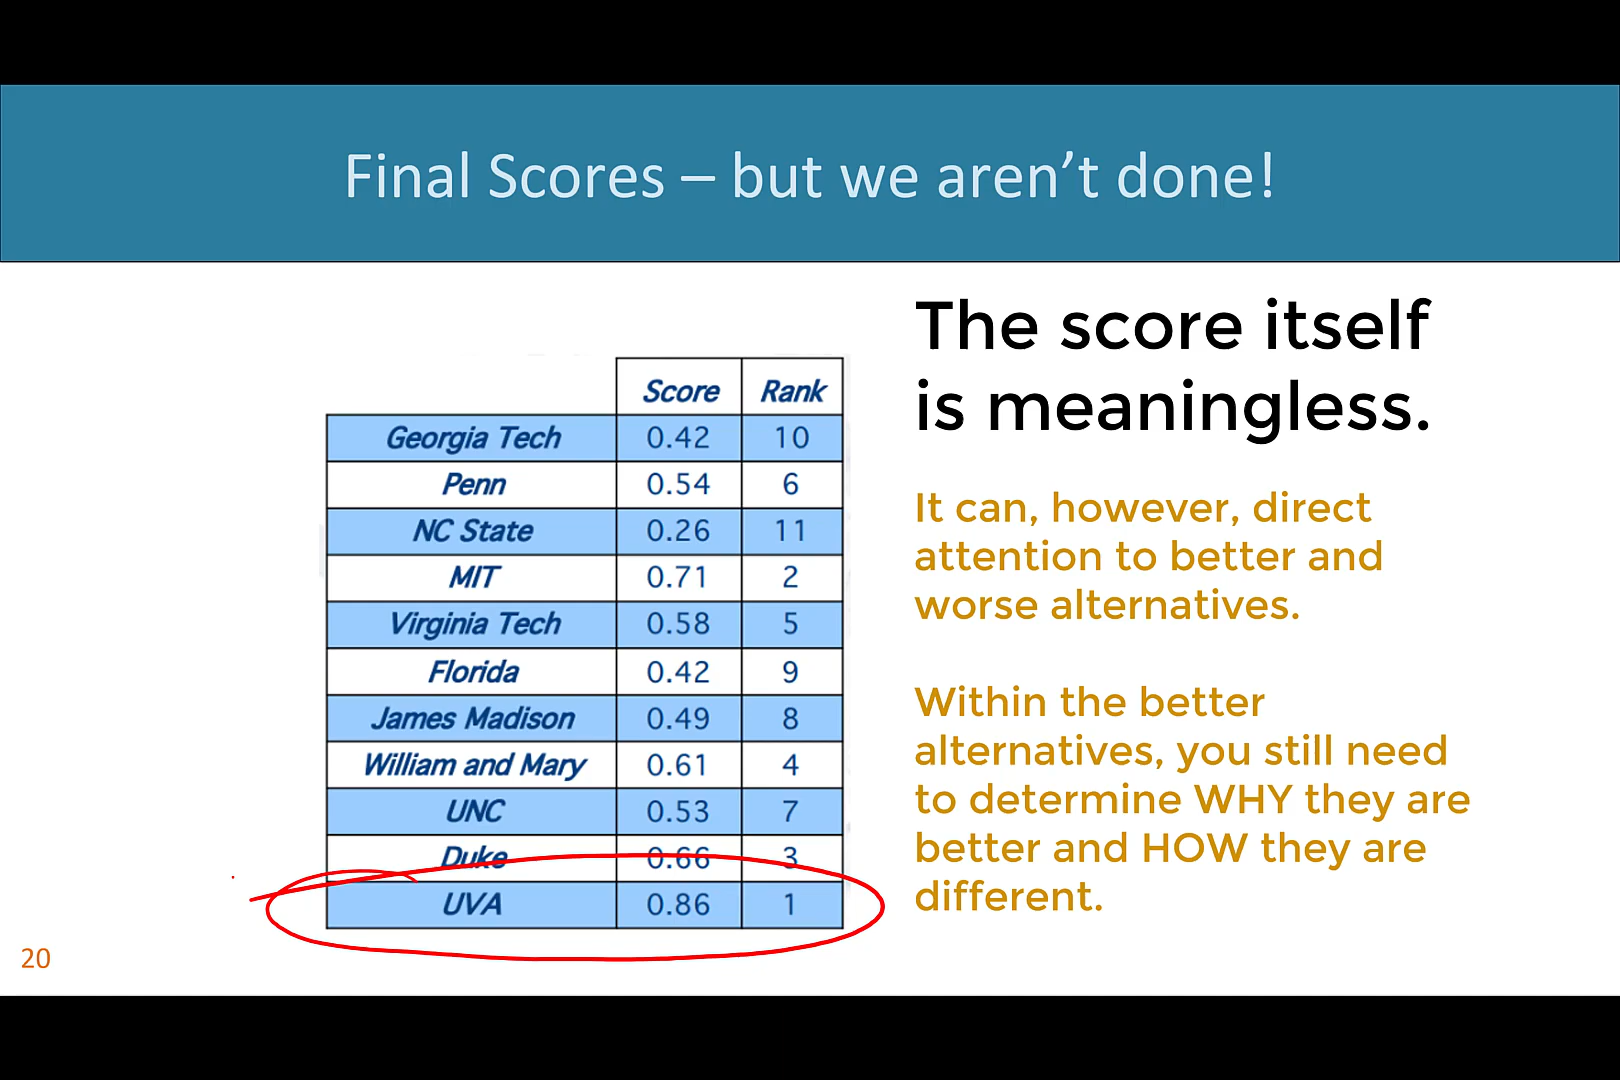 Final Scores – but we aren’t done!
Score Rank
Georgia Tech 0.42 10
Penn 0.54 6
NC State 0.26 11
MIT 0.71 2
Virginia Tech 0.58 5
Florida 0.42 9
James Madison 0.49 8
William and Mary 0.61 4
UNC 0.53 7
Duke 0.66 3
UVA 0.86 1
The score itself
is meaningless.
It can, however, direct
attention to better and
worse alternatives.
Within the better
alternatives, you still need
to determine WHY they are
better and HOW they are
different.
20